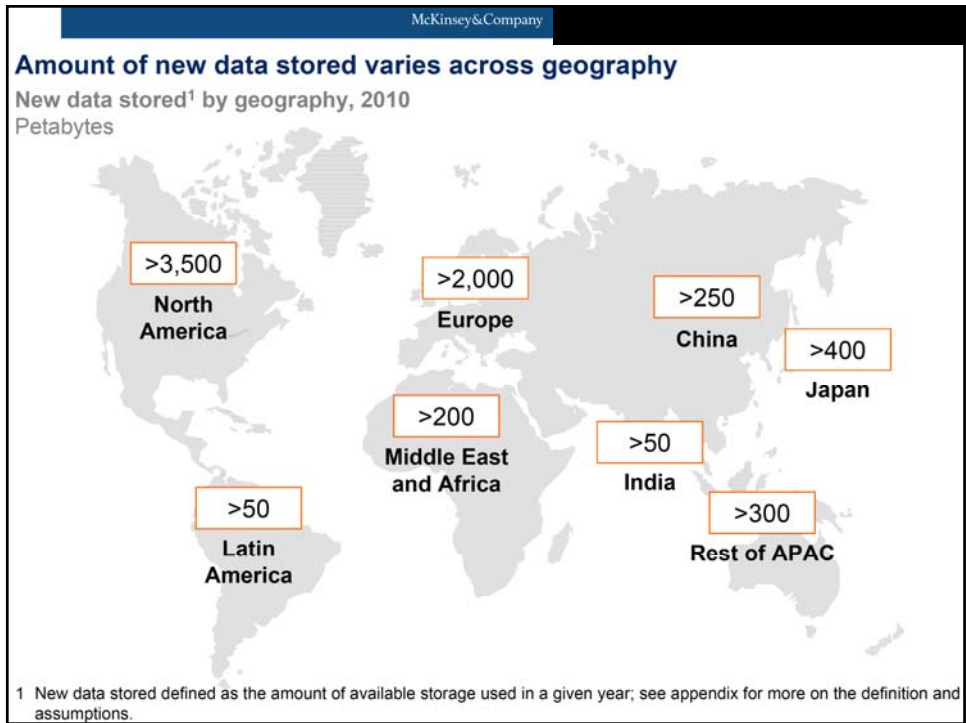 McKinsey&Company
Amount of new data stored varies across geography
New data stored¹ by geography, 2010
Petabytes
>3,500
North
America
>2,000
Europe
>250
China
>400
Japan
>200
Middle East
and Africa
>50
India
>50
Latin
America
>300
Rest of APAC
1 New data stored defined as the amount of available storage used in a given year; see appendix for more on the definition and
assumptions.